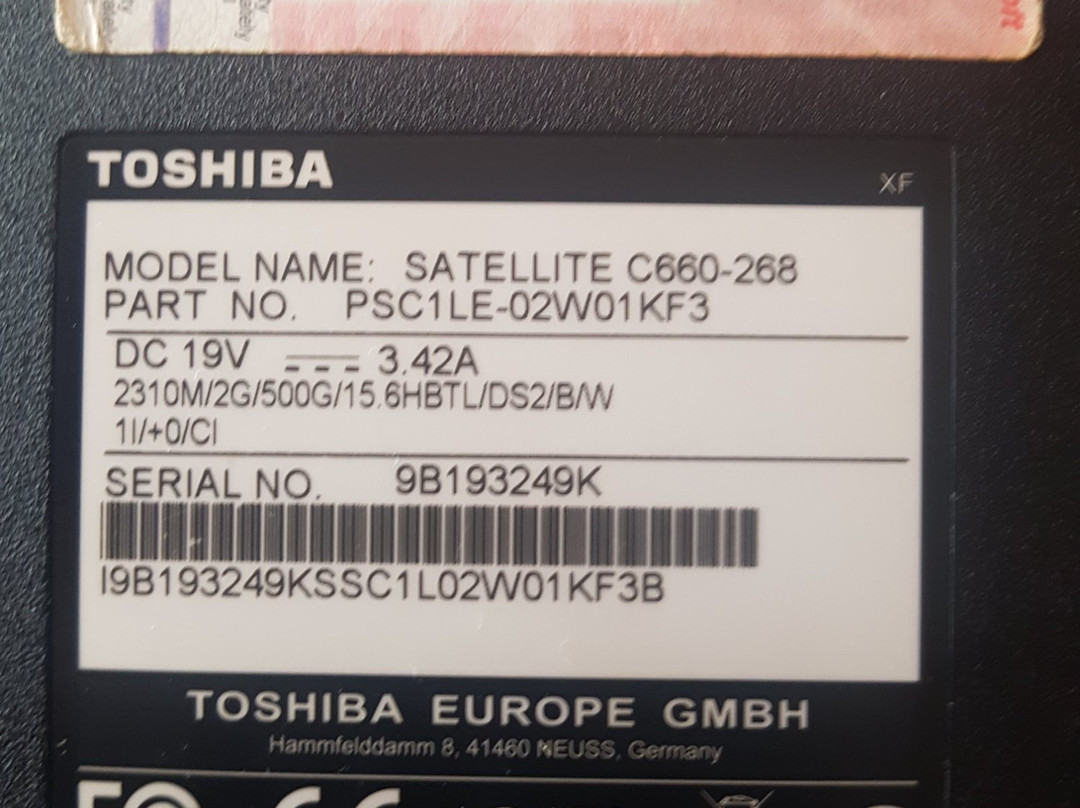 TOSHIBA
XF
MODEL NAME: SATELLITE C660-268
PART NO. PSC1LE-02W01KF3
DC 19V 3.42A
2310M/2G/500G/15.6HBTL/DS2/B/W
1I/+0/CI
SERIAL NO. 9B193249K
I9B193249KSSC1L02W01KF3B
TOSHIBA EUROPE GMBH
Hammfelddamm 8, 41460 NEUSS, Germany